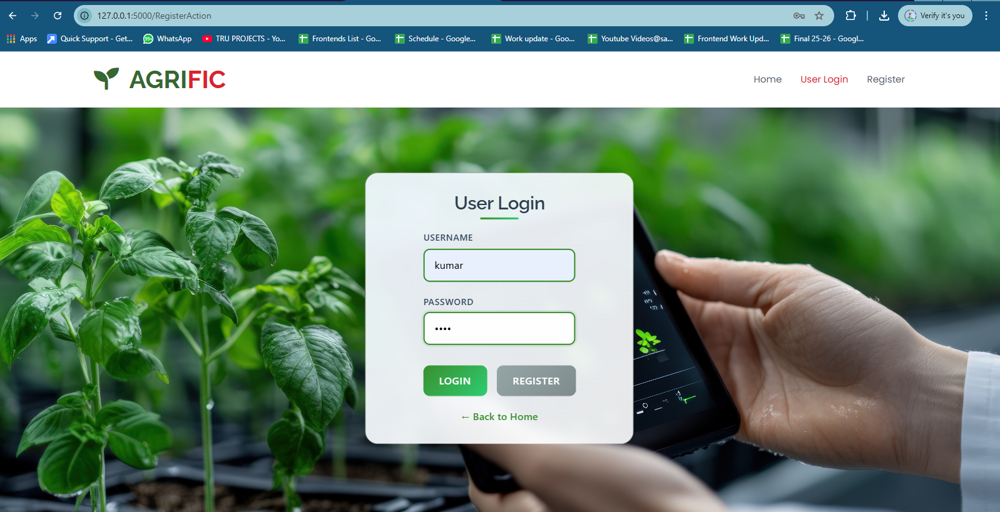 127.0.0.1:5000/RegisterAction
Verify it's you
Apps
Quick Support - Get...
99+
WhatsApp
TRU PROJECTS - Yo...
Frontends List - Go...
Schedule - Google...
Work update - Goo...
Youtube Videos@sa...
Frontend Work Upd...
Final 25-26 - Googl...
AGRIFIC
Home
User Login
Register
User Login
USERNAME
kumar
PASSWORD
••••
LOGIN
REGISTER
← Back to Home